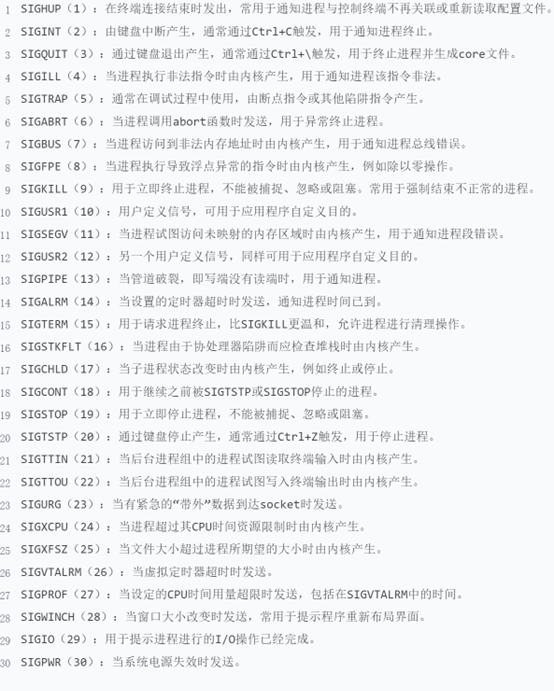 1 SIGHUP（1）：在终端连接结束时发出，常用于通知进程与控制终端不再关联或重新读取配置文件。
2 SIGINT（2）：由键盘中断产生，通常通过Ctrl+C触发，用于通知进程终止。
3 SIGQUIT（3）：通过键盘退出产生，通常通过Ctrl+\触发，用于终止进程并生成core文件。
4 SIGILL（4）：当进程执行非法指令时由内核产生，用于通知进程该指令非法。
5 SIGTRAP（5）：通常在调试过程中使用，由断点指令或其他陷阱指令产生。
6 SIGABRT（6）：当进程调用abort函数时发送，用于异常终止进程。
7 SIGBUS（7）：当进程访问到非法内存地址时由内核产生，用于通知进程总线错误。
8 SIGFPE（8）：当进程执行导致浮点异常的指令时由内核产生，例如除以零操作。
9 SIGKILL（9）：用于立即终止进程，不能被捕捉、忽略或阻塞。常用于强制结束不正常的进程。
10 SIGUSR1（10）：用户定义信号，可用于应用程序自定义目的。
11 SIGSEGV（11）：当进程试图访问未映射的内存区域时由内核产生，用于通知进程段错误。
12 SIGUSR2（12）：另一个用户定义信号，同样可用于应用程序自定义目的。
13 SIGPIPE（13）：当管道破裂，即写端没有读端时，用于通知进程。
14 SIGALRM（14）：当设置的定时器超时时发送，通知进程时间已到。
15 SIGTERM（15）：用于请求进程终止，比SIGKILL更温和，允许进程进行清理操作。
16 SIGSTKFLT（16）：当进程由于协处理器陷阱而应检查堆栈时由内核产生。
17 SIGCHLD（17）：当子进程状态改变时由内核产生，例如终止或停止。
18 SIGCONT（18）：用于继续之前被SIGTSTP或SIGSTOP停止的进程。
19 SIGSTOP（19）：用于立即停止进程，不能被捕捉、忽略或阻塞。
20 SIGTSTP（20）：通过键盘停止产生，通常通过Ctrl+Z触发，用于停止进程。
21 SIGTTIN（21）：当后台进程组中的进程试图读取终端输入时由内核产生。
22 SIGTTOU（22）：当后台进程组中的进程试图写入终端输出时由内核产生。
23 SIGURG（23）：当有紧急的“带外”数据到达socket时发送。
24 SIGXCPU（24）：当进程超过其CPU时间资源限制时由内核产生。
25 SIGXFSZ（25）：当文件大小超过进程所期望的大小时由内核产生。
26 SIGVTALRM（26）：当虚拟定时器超时时发送。
27 SIGPROF（27）：当设定的CPU时间用量超限时发送，包括在SIGVTALRM中的时间。
28 SIGWINCH（28）：当窗口大小改变时发送，常用于提示程序重新布局界面。
29 SIGIO（29）：用于提示进程进行的I/O操作已经完成。
30 SIGPWR（30）：当系统电源失效时发送。